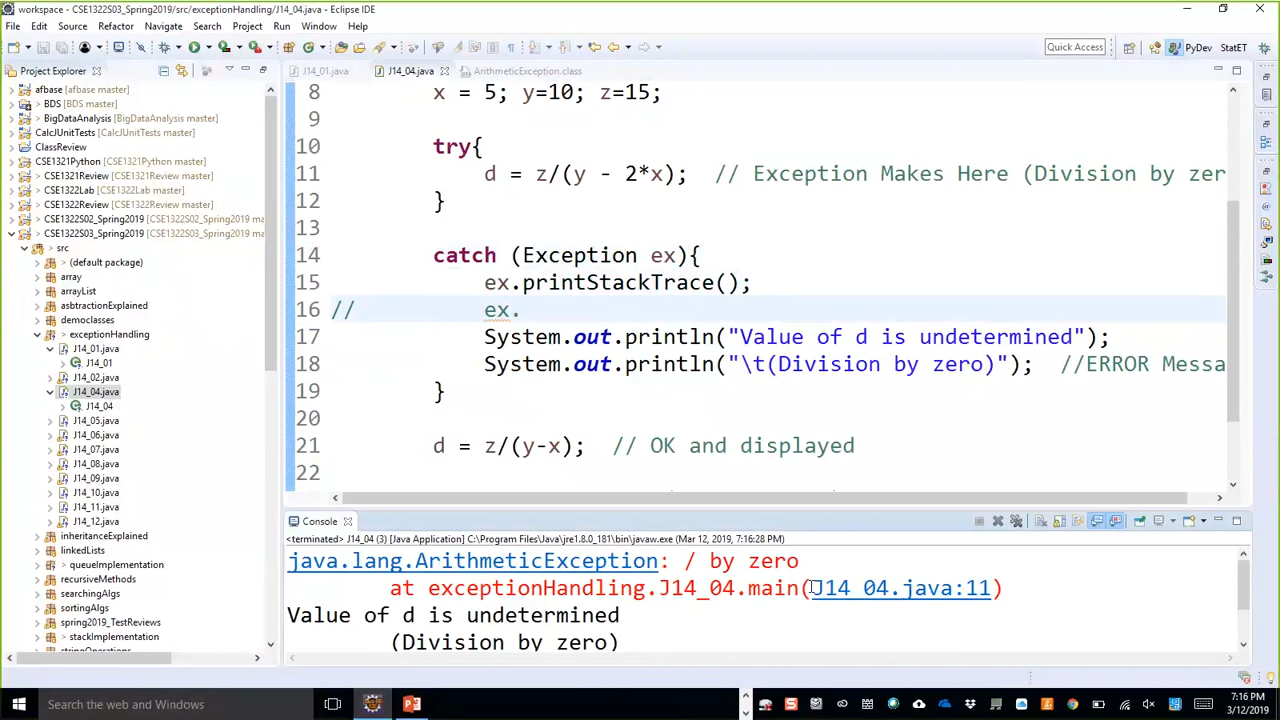 workspace - CSE1322S03_Spring2019/src/exceptionHandling/J14_04.java - Eclipse IDE
File Edit Source Refactor Navigate Search Project Run Window Help
Quick Access
PyDev
StatET
Project Explorer
J14_01.java
J14_04.java
ArithmeticException.class
afbase [afbase master]
> BDS [BDS master]
> BigDataAnalysis [BigDataAnalysis master]
CalcJUnitTests [CalcJUnitTests master]
ClassReview
CSE1321Python [CSE1321Python master]
> CSE1321Review [CSE1321Review master]
> CSE1322Lab [CSE1322Lab master]
> CSE1322Review [CSE1322Review master]
> CSE1322S02_Spring2019 [CSE1322S02_Spring2019 ma
> CSE1322S03_Spring2019 [CSE1322S03_Spring2019 ma
> src
> (default package)
array
arrayList
asbtractionExplained
democlasses
> exceptionHandling
J14_01.java
J14_01
J14_02.java
J14_04.java
J14_04
J14_05.java
J14_06.java
J14_07.java
J14_08.java
J14_09.java
J14_10.java
J14_11.java
J14_12.java
inheritanceExplained
linkedLists
> queueImplementation
recursiveMethods
searchingAlgs
sortingAlgs
spring2019_TestReviews
> stackImplementation
8 x = 5; y=10; z=15;
9
10 try{
11 d = z/(y - 2*x); // Exception Makes Here (Division by zer
12 }
13
14 catch (Exception ex){
15 ex.printStackTrace();
16 // ex.
17 System.out.println("Value of d is undetermined");
18 System.out.println("\t(Division by zero)"); //ERROR Messa
19 }
20
21 d = z/(y-x); // OK and displayed
22
Console
<terminated> J14_04 (3) [Java Application] C:\Program Files\Java\jre1.8.0_181\bin\javaw.exe (Mar 12, 2019, 7:16:28 PM)
java.lang.ArithmeticException: / by zero
at exceptionHandling.J14_04.main(J14_04.java:11)
Value of d is undetermined
(Division by zero)
Search the web and Windows
7:16 PM
3/12/2019